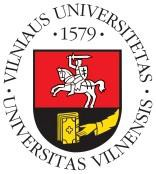 · VILNIAUS UNIVERSITETAS ·
· 1579 ·
UNIVERSITAS VILNENSIS